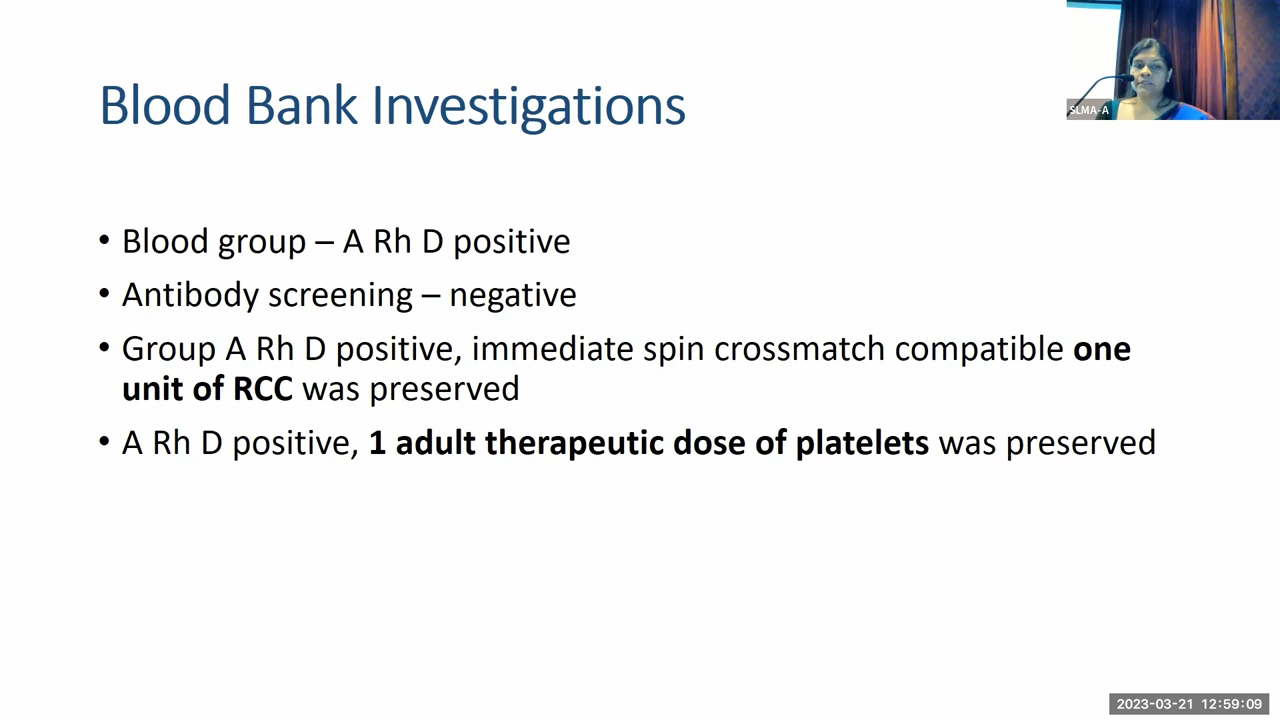 SLMA-A
Blood Bank Investigations
• Blood group – A Rh D positive
• Antibody screening – negative
• Group A Rh D positive, immediate spin crossmatch compatible one
unit of RCC was preserved
• A Rh D positive, 1 adult therapeutic dose of platelets was preserved
2023-03-21 12:59:09